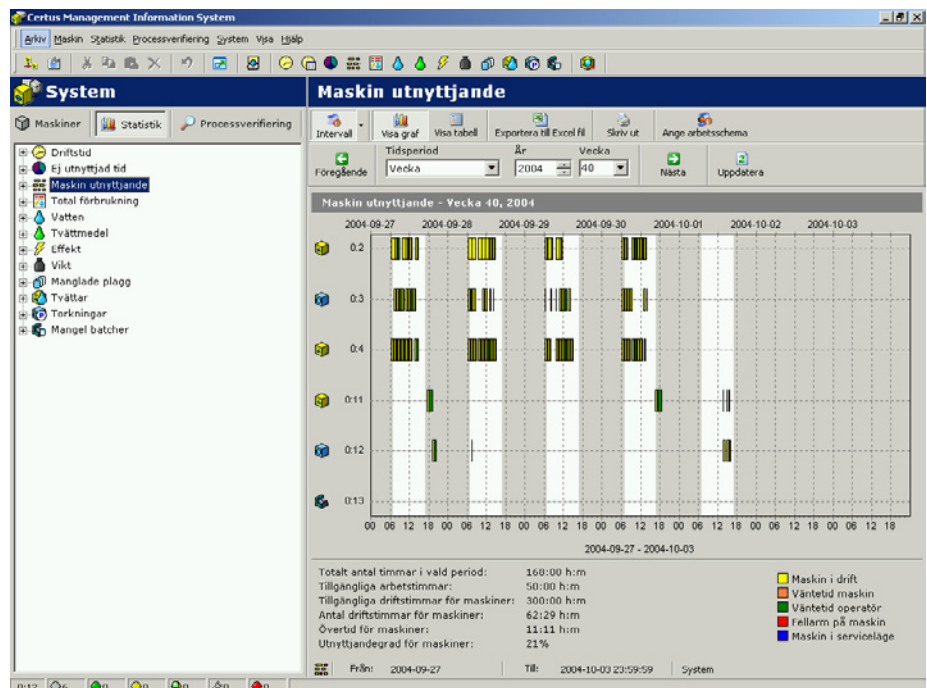 Certus Management Information System
Arkiv Maskin Statistik Processverifiering System Visa Hjälp
System
Maskin utnyttjande
Maskiner Statistik Processverifiering
Intervall Visa graf Visa tabell Exportera till Excel fil Skriv ut Ange arbetsschema
Tidsperiod År Vecka
Föregående Vecka 2004 40 Nästa Uppdatera
Driftstid
Ej utnyttjad tid
Maskin utnyttjande
Total förbrukning
Vatten
Tvättmedel
Effekt
Vikt
Manglade plagg
Tvättar
Torkningar
Mangel batcher
Maskin utnyttjande - Vecka 40, 2004
2004-09-27 2004-09-28 2004-09-29 2004-09-30 2004-10-01 2004-10-02 2004-10-03
0:2
0:3
0:4
0:11
0:12
0:13
00 06 12 18 00 06 12 18 00 06 12 18 00 06 12 18 00 06 12 18 00 06 12 18 00 06 12 18
2004-09-27 - 2004-10-03
Totalt antal timmar i vald period: 168:00 h:m
Tillgängliga arbetstimmar: 50:00 h:m
Tillgängliga driftstimmar för maskiner: 300:00 h:m
Antal driftstimmar för maskiner: 62:29 h:m
Övertid för maskiner: 11:11 h:m
Utnyttjandegrad för maskiner: 21%
Maskin i drift
Väntetid maskin
Väntetid operatör
Fellarm på maskin
Maskin i serviceläge
Från: 2004-09-27 Till: 2004-10-03 23:59:59 System